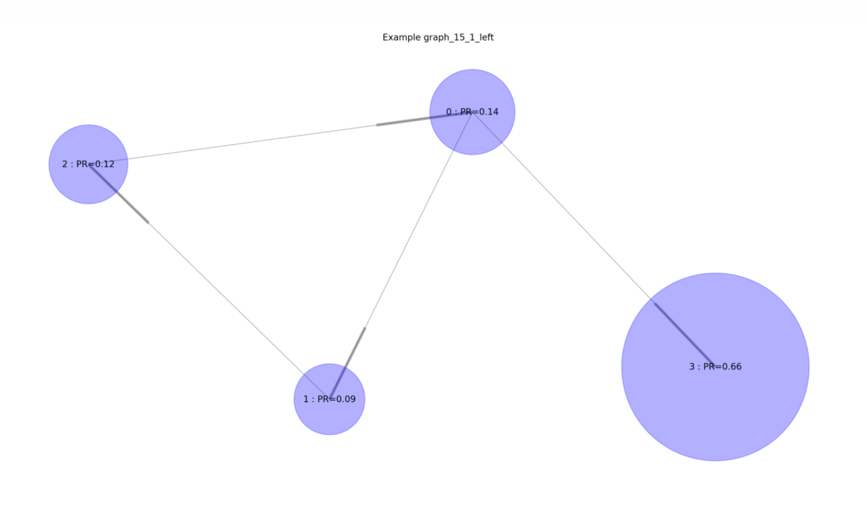 Example graph_15_1_left
0 : PR=0.14
2 : PR=0.12
3 : PR=0.66
1 : PR=0.09